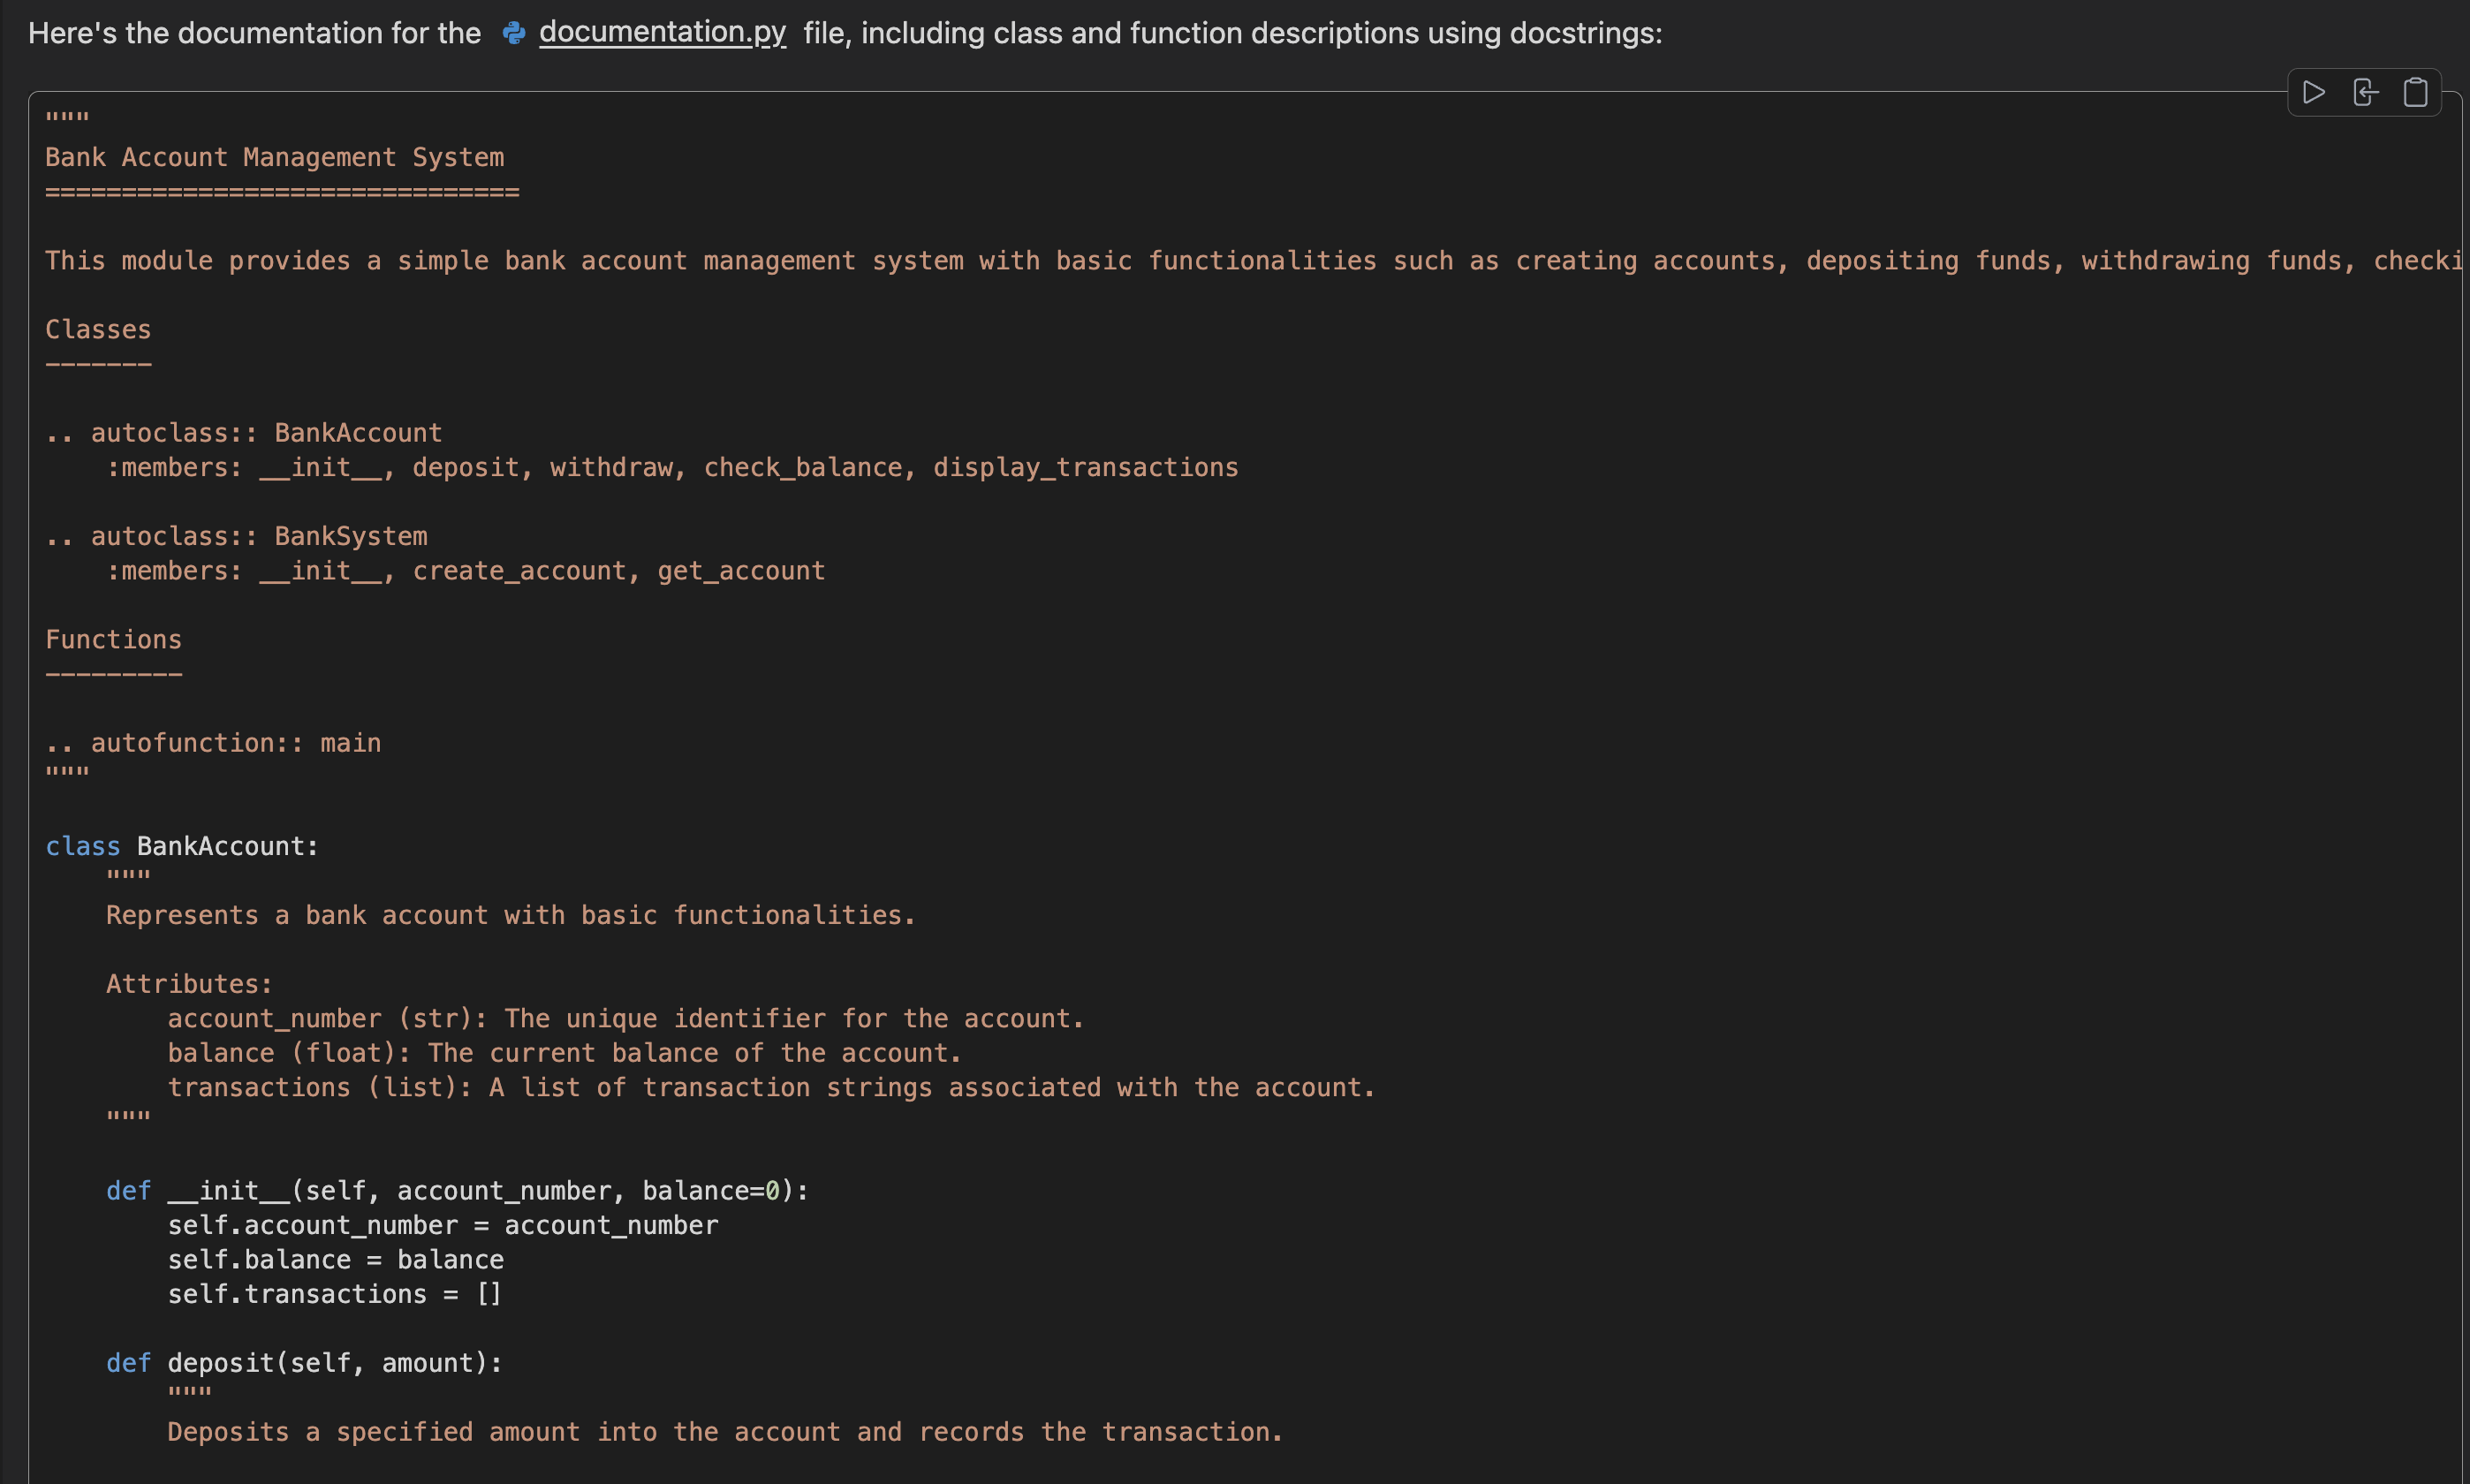 Here's the documentation for the documentation.py file, including class and function descriptions using docstrings:
"""
Bank Account Management System
===============================
This module provides a simple bank account management system with basic functionalities such as creating accounts, depositing funds, withdrawing funds, checki
Classes
-------
.. autoclass:: BankAccount
    :members: __init__, deposit, withdraw, check_balance, display_transactions
.. autoclass:: BankSystem
    :members: __init__, create_account, get_account
Functions
---------
.. autofunction:: main
"""
class BankAccount:
    """
    Represents a bank account with basic functionalities.
    Attributes:
        account_number (str): The unique identifier for the account.
        balance (float): The current balance of the account.
        transactions (list): A list of transaction strings associated with the account.
    """
    def __init__(self, account_number, balance=0):
        self.account_number = account_number
        self.balance = balance
        self.transactions = []
    def deposit(self, amount):
        """
        Deposits a specified amount into the account and records the transaction.